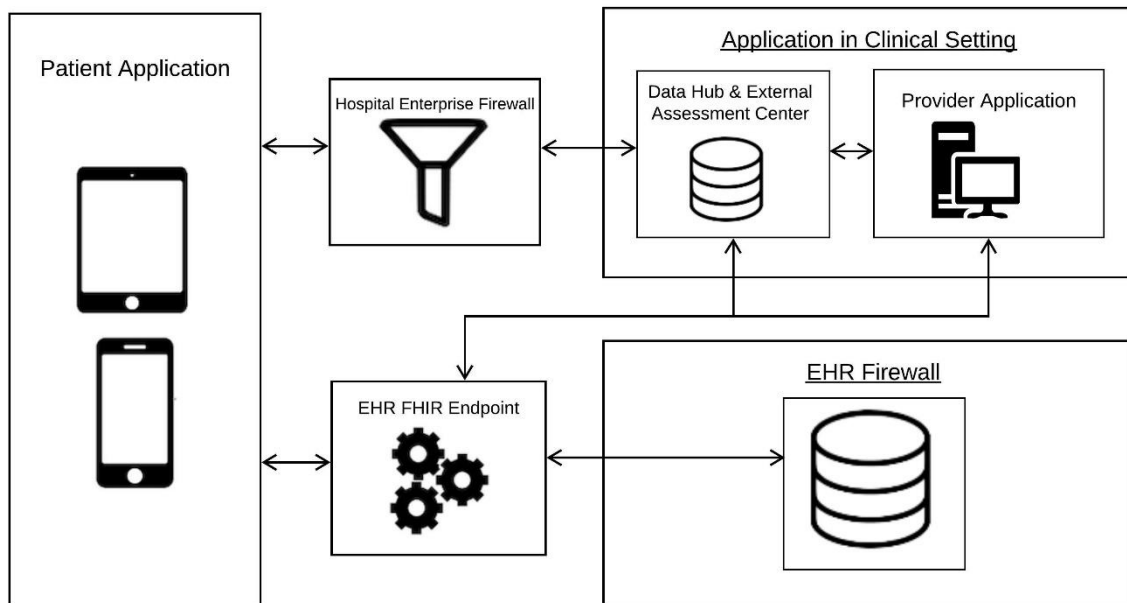 Patient Application
Hospital Enterprise Firewall
Application in Clinical Setting
Data Hub & External
Assessment Center
Provider Application
EHR FHIR Endpoint
EHR Firewall